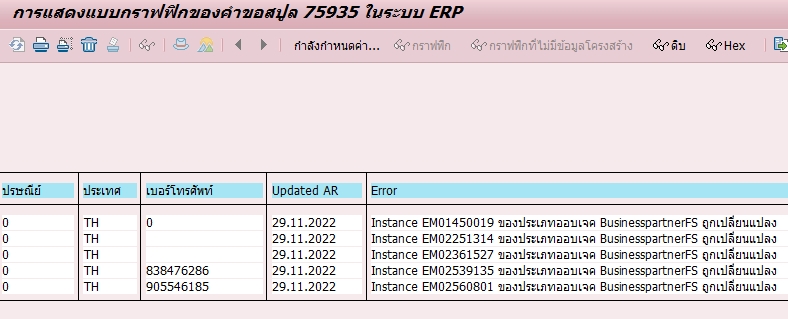 การแสดงแบบกราฟฟิกของคำขอสปูล 75935 ในระบบ ERP
กำลังกำหนดค่า... กราฟฟิก กราฟฟิกที่ไม่มีข้อมูลโครงสร้าง ดิบ Hex
ปรษณีย์ ประเทศ เบอร์โทรศัพท์ Updated AR Error
0 TH 0 29.11.2022 Instance EM01450019 ของประเภทออบเจค BusinesspartnerFS ถูกเปลี่ยนแปลง
0 TH 29.11.2022 Instance EM02251314 ของประเภทออบเจค BusinesspartnerFS ถูกเปลี่ยนแปลง
0 TH 29.11.2022 Instance EM02361527 ของประเภทออบเจค BusinesspartnerFS ถูกเปลี่ยนแปลง
0 TH 838476286 29.11.2022 Instance EM02539135 ของประเภทออบเจค BusinesspartnerFS ถูกเปลี่ยนแปลง
0 TH 905546185 29.11.2022 Instance EM02560801 ของประเภทออบเจค BusinesspartnerFS ถูกเปลี่ยนแปลง